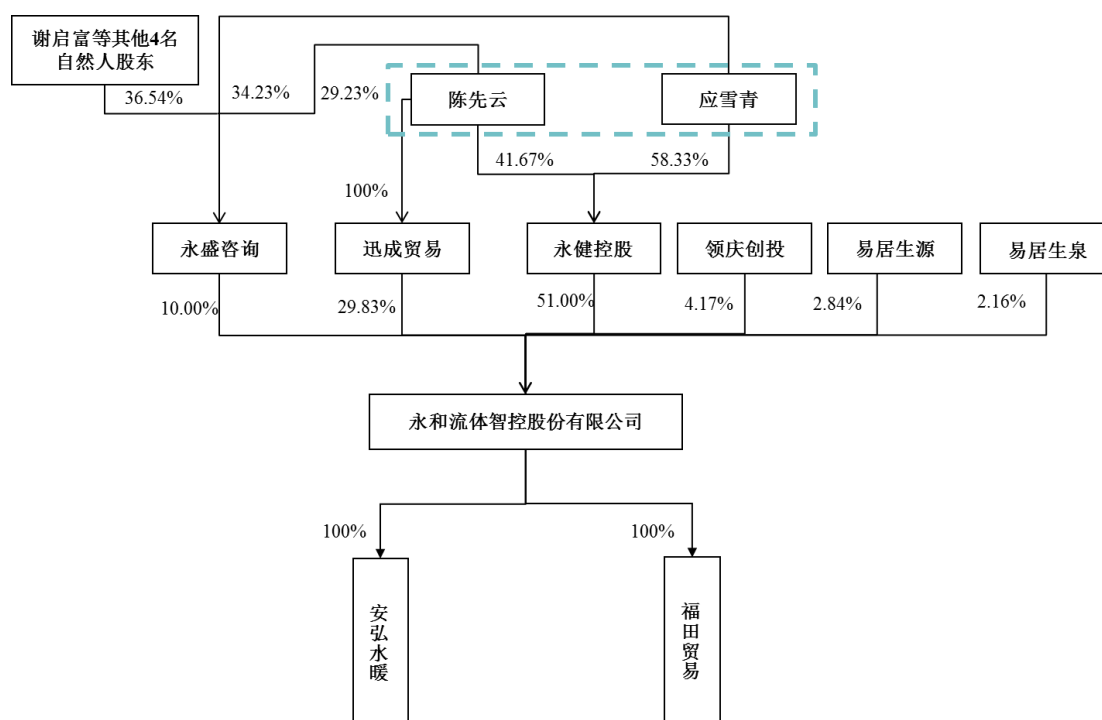 谢启富等其他4名
自然人股东
陈先云
应雪青
36.54%
34.23%
29.23%
41.67%
58.33%
100%
永盛咨询
迅成贸易
永健控股
领庆创投
易居生源
易居生泉
10.00%
29.83%
51.00%
4.17%
2.84%
2.16%
永和流体智控股份有限公司
100%
100%
安弘水暖
福田贸易